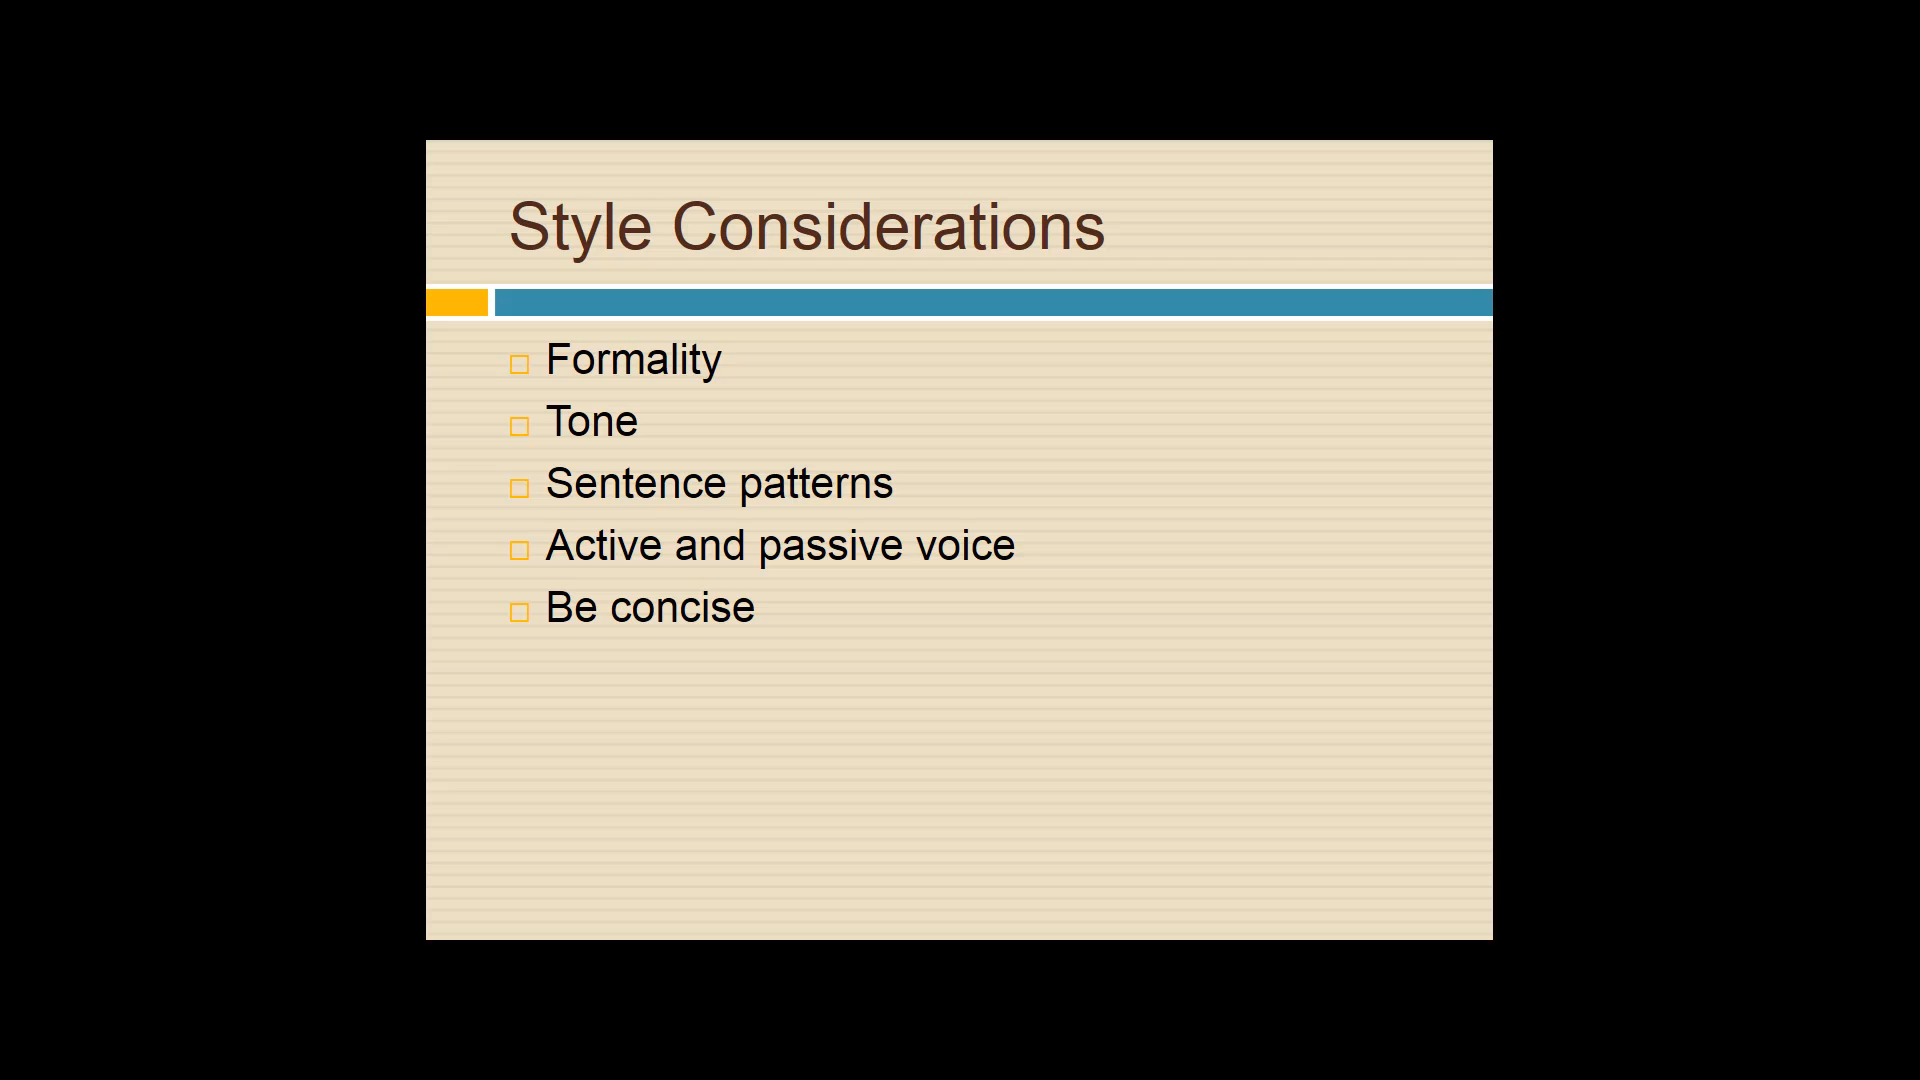 Style Considerations
Formality
Tone
Sentence patterns
Active and passive voice
Be concise